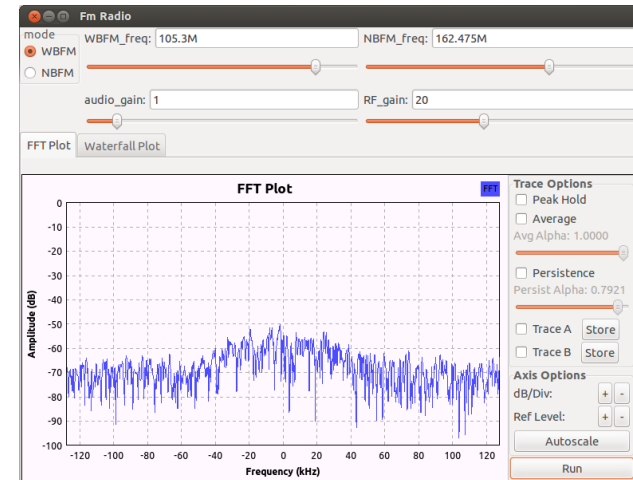 Fm Radio
mode
WBFM
NBFM
WBFM_freq: 105.3M
NBFM_freq: 162.475M
audio_gain: 1
RF_gain: 20
FFT Plot
Waterfall Plot
FFT Plot
FFT
Amplitude (dB)
0
-10
-20
-30
-40
-50
-60
-70
-80
-90
-100
-120 -100 -80 -60 -40 -20 0 20 40 60 80 100 120
Frequency (kHz)
Trace Options
Peak Hold
Average
Avg Alpha: 1.0000
Persistence
Persist Alpha: 0.7921
Trace A Store
Trace B Store
Axis Options
dB/Div: + -
Ref Level: + -
Autoscale
Run